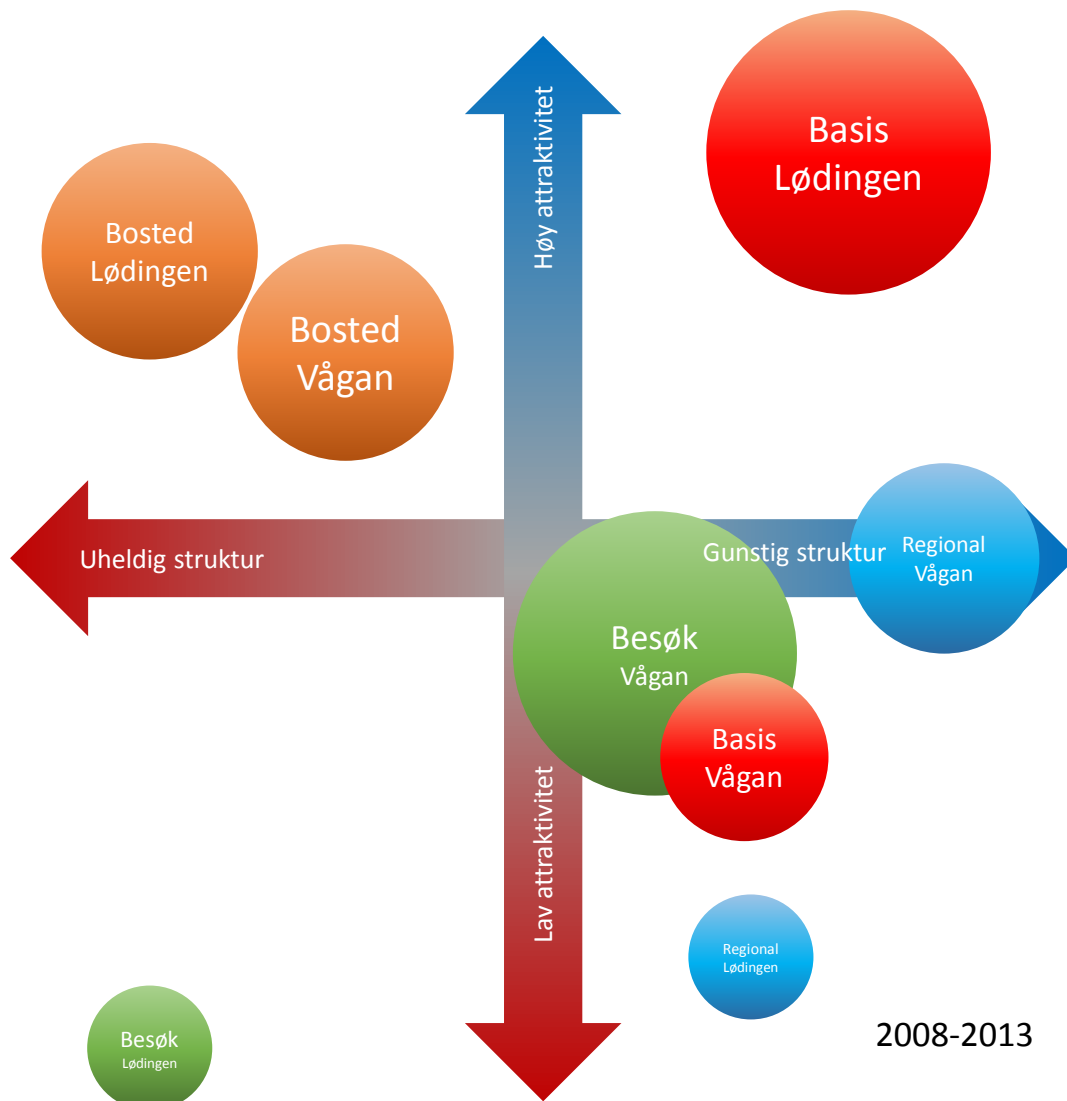 Høy attraktivitet
Basis
Lødingen
Bosted
Lødingen
Bosted
Vågan
Uheldig struktur
Gunstig struktur
Regional
Vågan
Besøk
Vågan
Basis
Vågan
Lav attraktivitet
Regional
Lødingen
Besøk
Lødingen
2008-2013